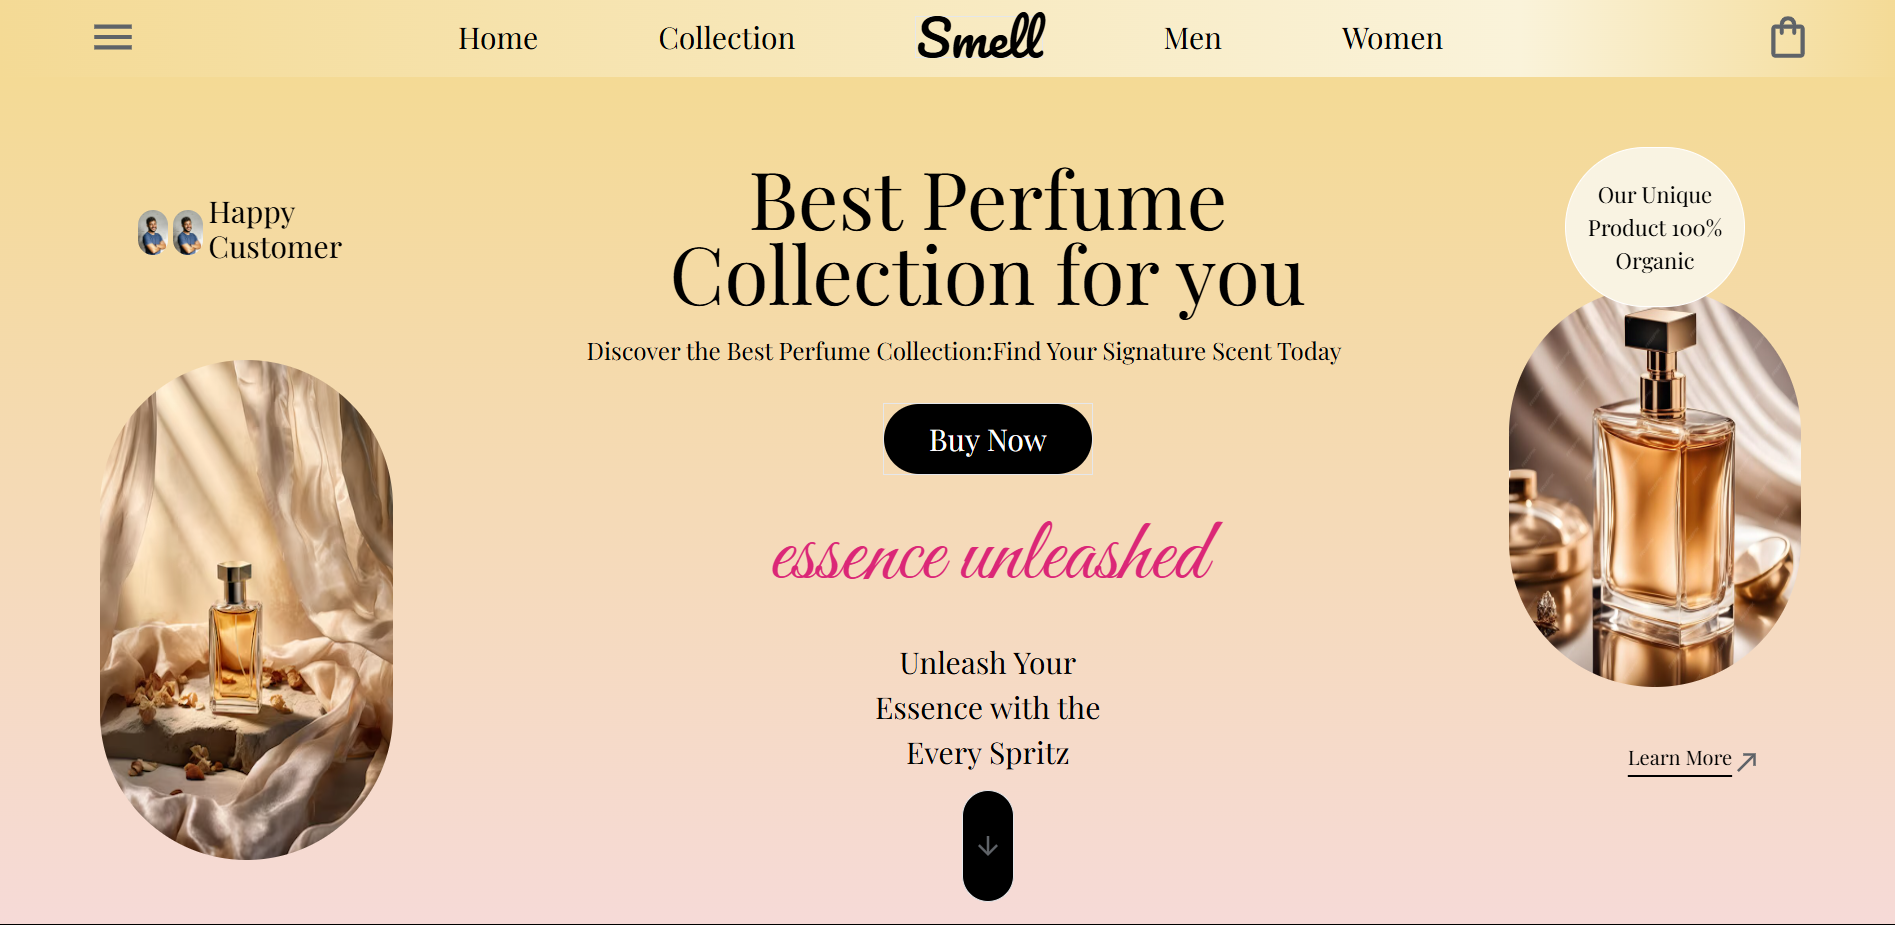 Home
Collection
Smell
Men
Women
Happy
Customer
Best Perfume
Collection for you
Discover the Best Perfume Collection:Find Your Signature Scent Today
Buy Now
essence unleashed
Unleash Your
Essence with the
Every Spritz
Our Unique
Product 100%
Organic
Learn More